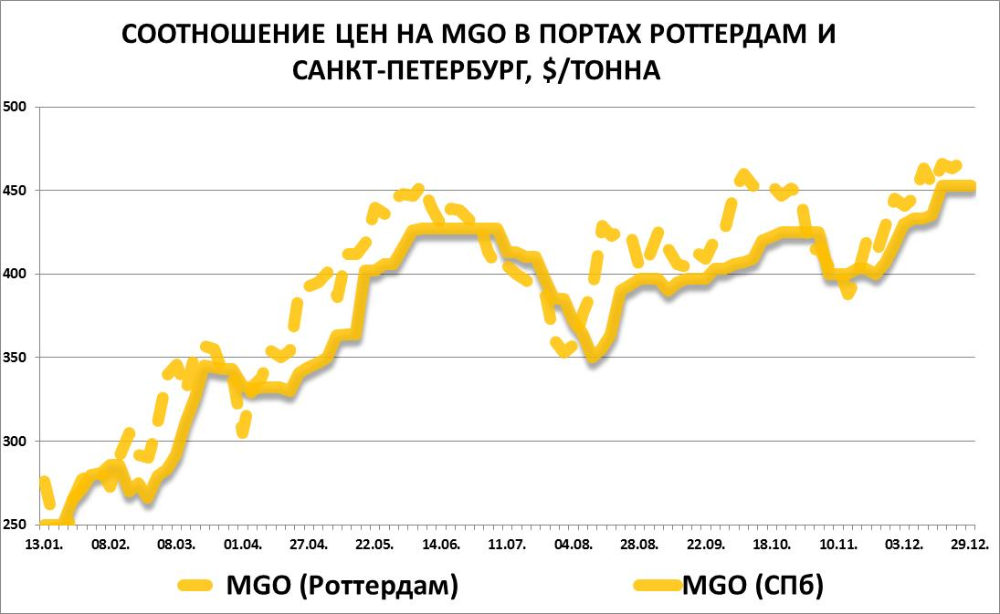 СООТНОШЕНИЕ ЦЕН НА MGO В ПОРТАХ РОТТЕРДАМ И
САНКТ-ПЕТЕРБУРГ, $/ТОННА
500
450
400
350
300
250
13.01. 08.02. 08.03. 01.04. 27.04. 22.05. 14.06. 11.07. 04.08. 28.08. 22.09. 18.10. 10.11. 03.12. 29.12.
MGO (Роттердам) MGO (СПб)